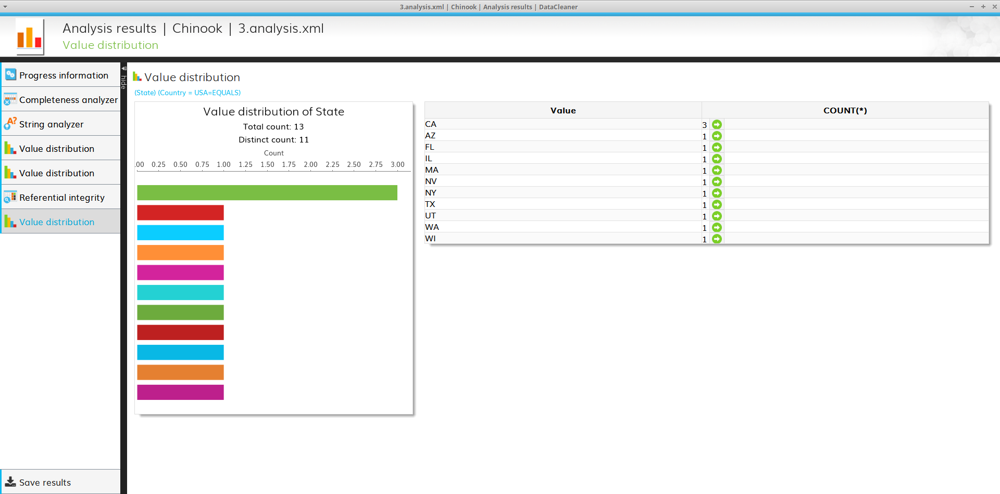 3.analysis.xml | Chinook | Analysis results | DataCleaner
Analysis results | Chinook | 3.analysis.xml
Value distribution
Progress information
Completeness analyzer
String analyzer
Value distribution
Value distribution
Referential integrity
Value distribution
Save results
hide
Value distribution
(State) (Country = USA=EQUALS)
Value distribution of State
Total count: 13
Distinct count: 11
Count
.00 0.25 0.50 0.75 1.00 1.25 1.50 1.75 2.00 2.25 2.50 2.75 3.00
Value COUNT(*)
CA 3
AZ 1
FL 1
IL 1
MA 1
NV 1
NY 1
TX 1
UT 1
WA 1
WI 1